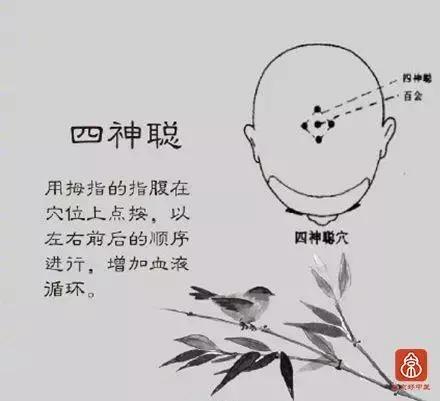 四神聪
用拇指的指腹在
穴位上点按，以
左右前后的顺序
进行，增加血液
循环。
四神聪
百会
四神聪穴